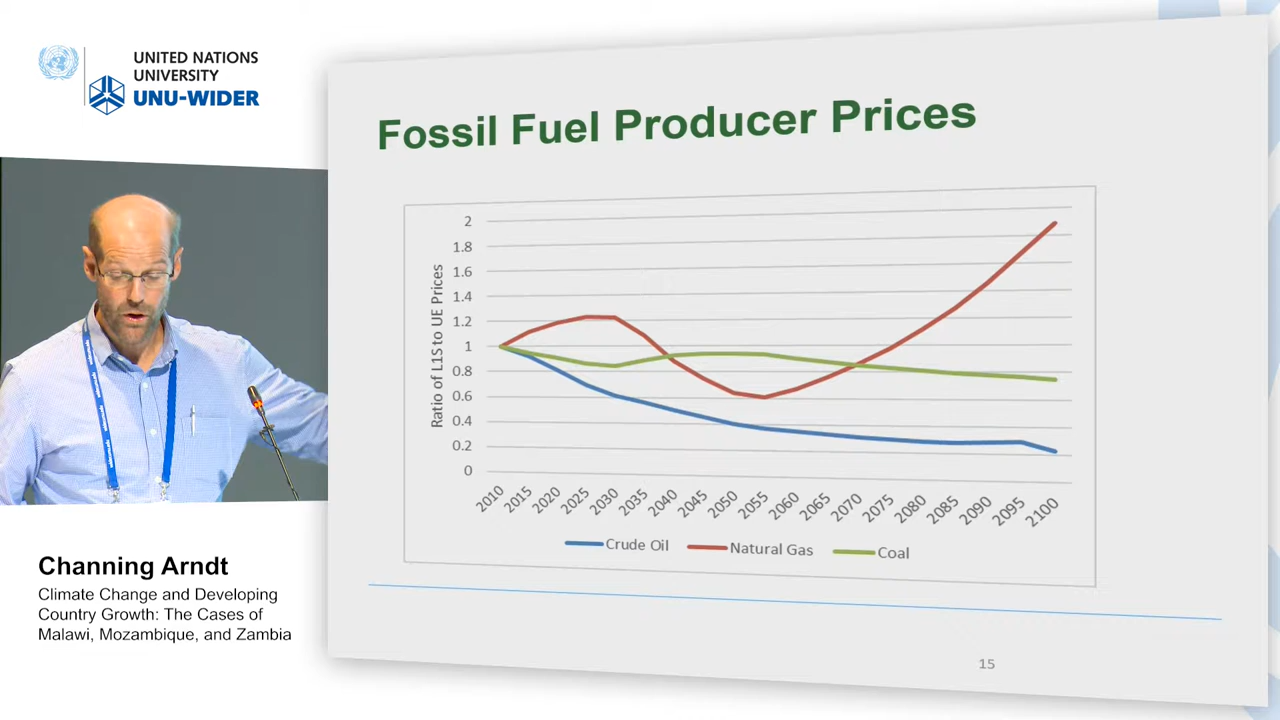 UNITED NATIONS
UNIVERSITY
UNU-WIDER
Fossil Fuel Producer Prices
Ratio of L1S to UE Prices
2
1.8
1.6
1.4
1.2
1
0.8
0.6
0.4
0.2
0
2010 2015 2020 2025 2030 2035 2040 2045 2050 2055 2060 2065 2070 2075 2080 2085 2090 2095 2100
Crude Oil Natural Gas Coal
Channing Arndt
Climate Change and Developing
Country Growth: The Cases of
Malawi, Mozambique, and Zambia
15